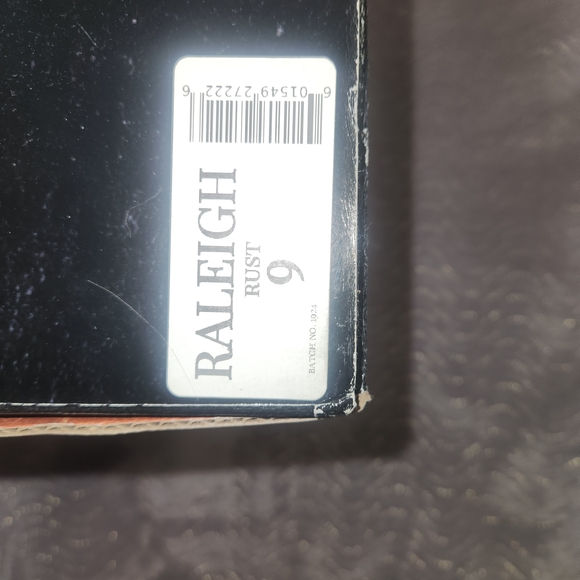 RALEIGH
RUST
9
BATCH NO. 1924
6 01549 27222 6